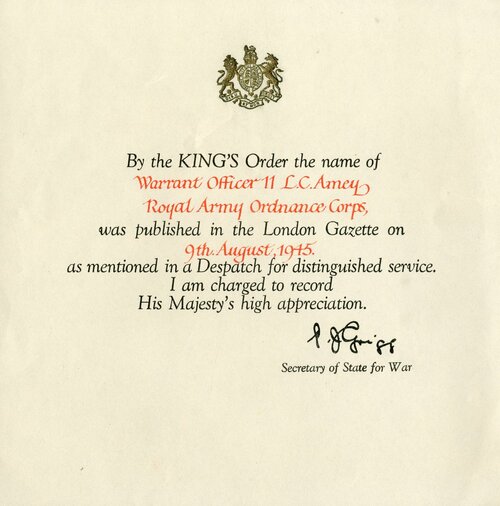 By the KING'S Order the name of
Warrant Officer 11 L.C. Amey,
Royal Army Ordnance Corps,
was published in the London Gazette on
9th. August, 1945.
as mentioned in a Despatch for distinguished service.
I am charged to record
His Majesty's high appreciation.
P J Grigg
Secretary of State for War